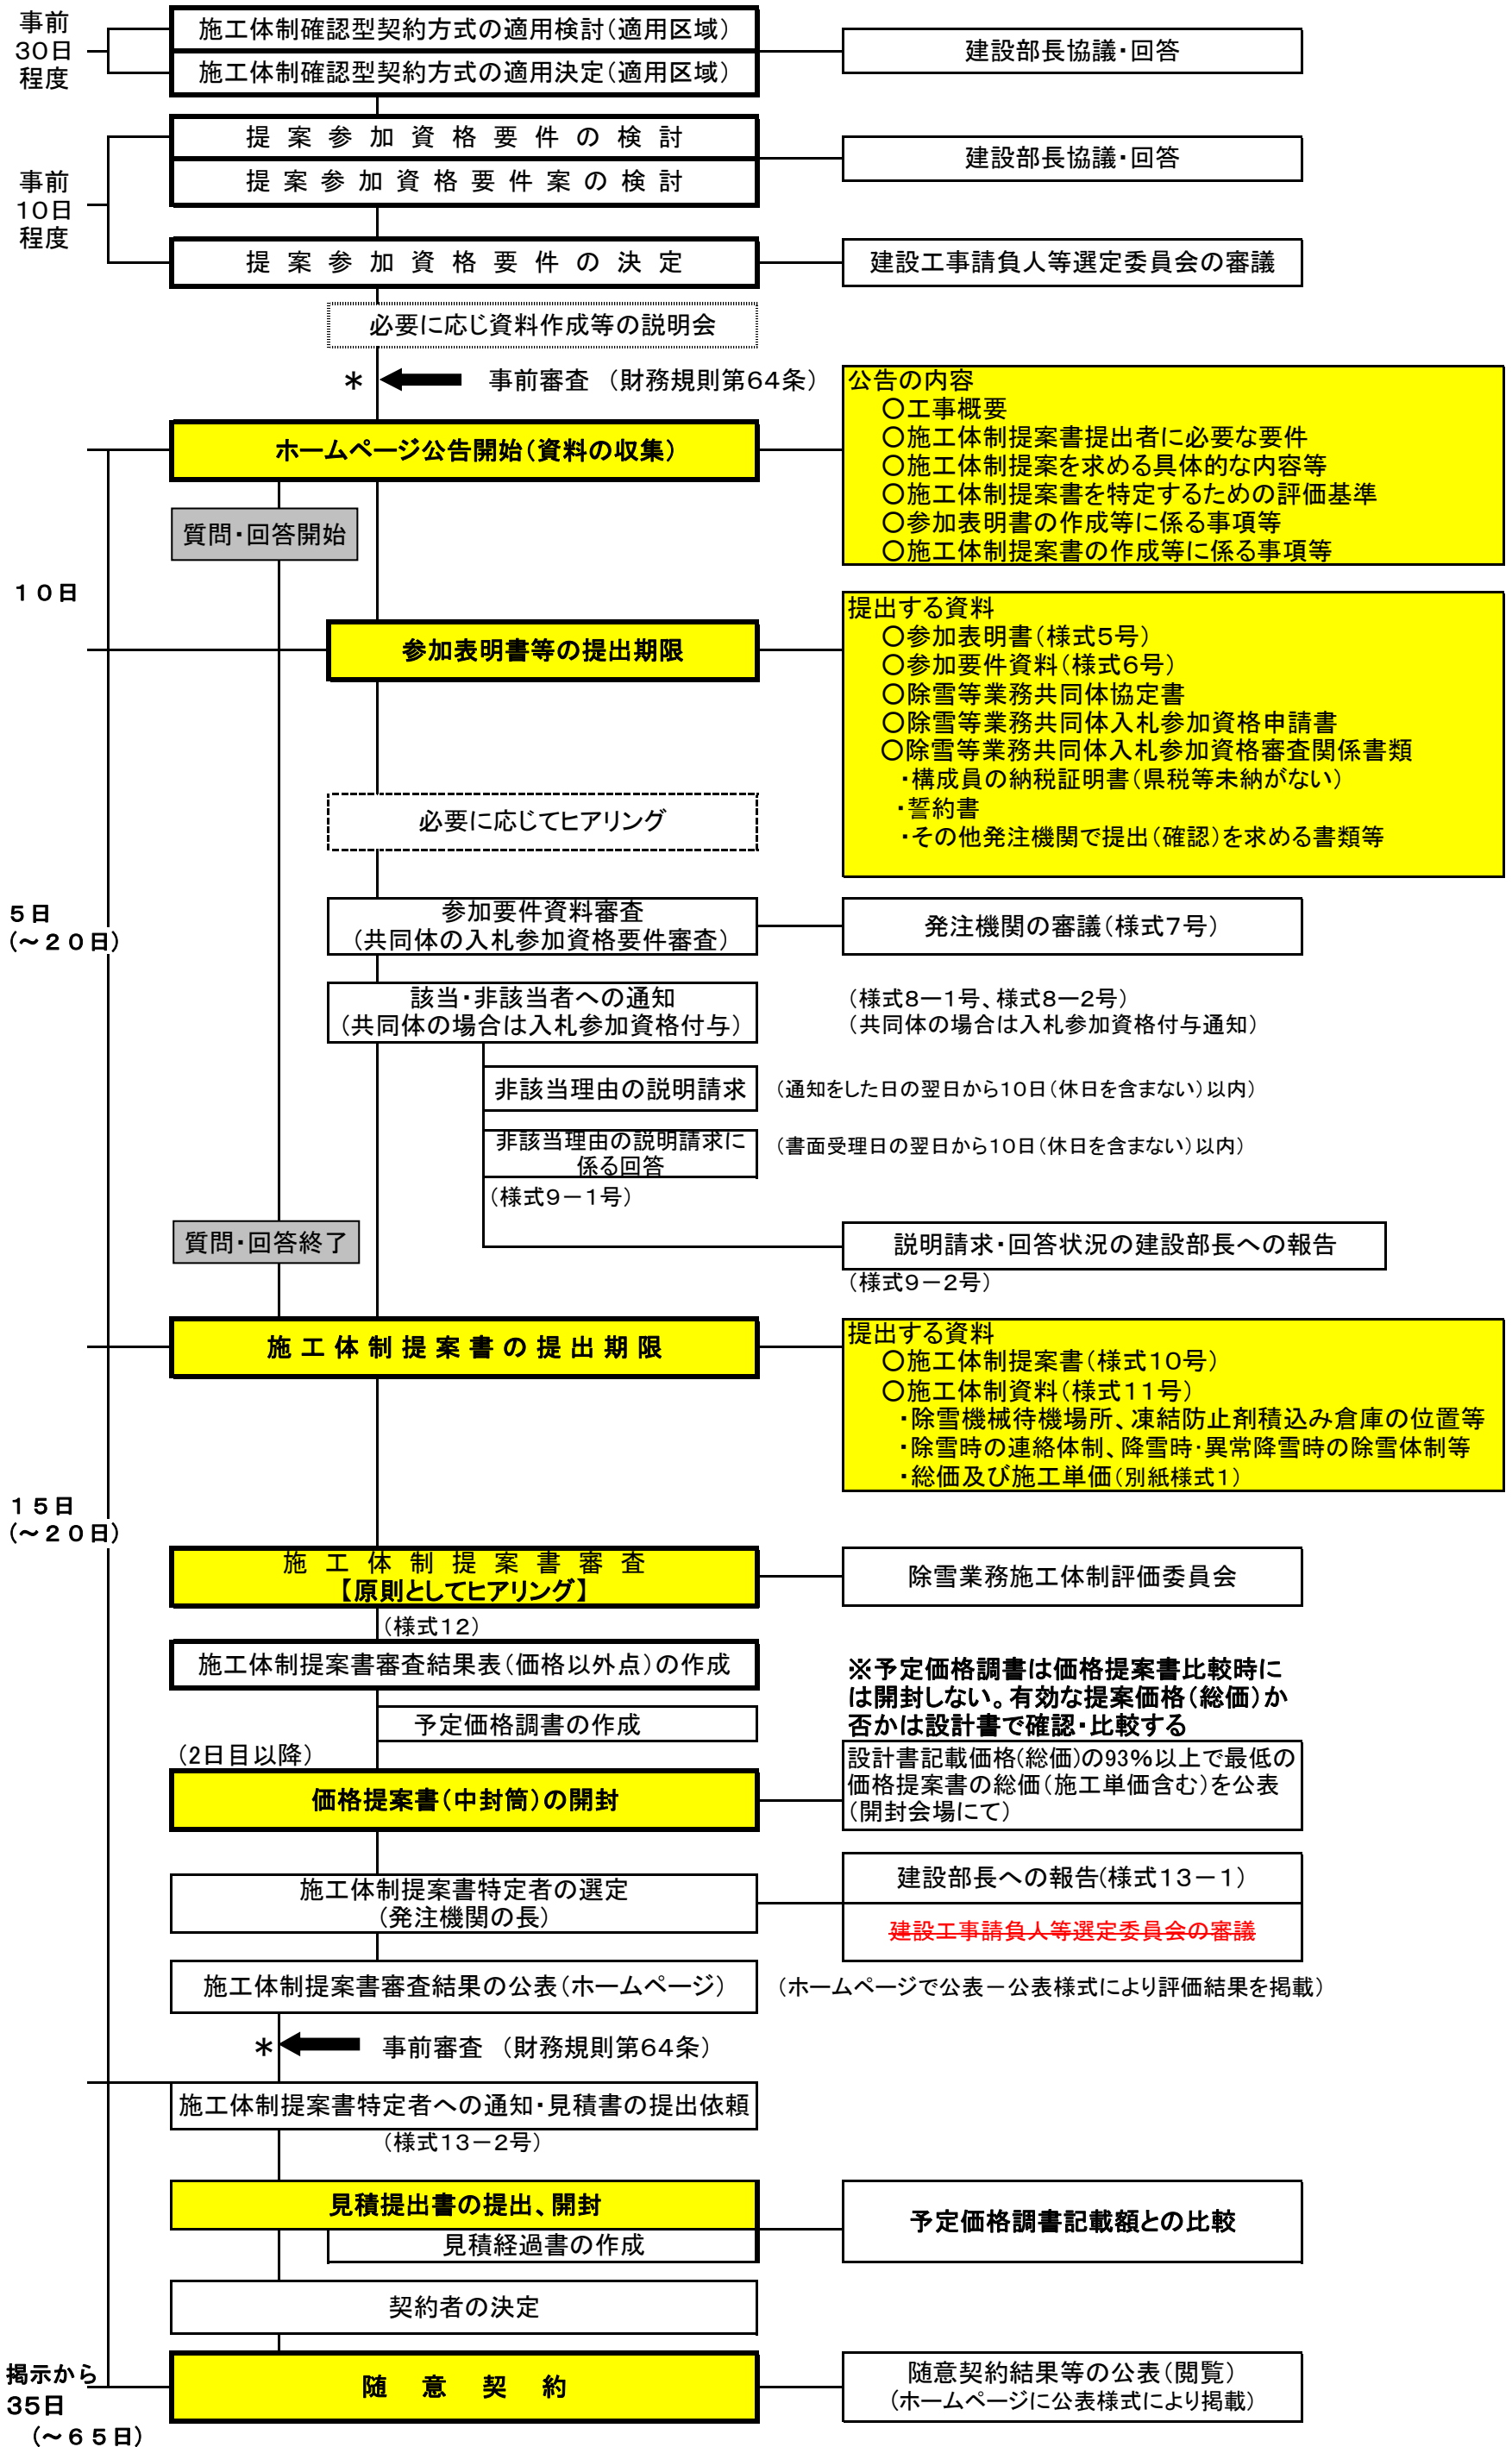 事前
30日
程度
施工体制確認型契約方式の適用検討(適用区域)
施工体制確認型契約方式の適用決定(適用区域)
建設部長協議・回答
事前
10日
程度
提案参加資格要件の検討
提案参加資格要件案の検討
建設部長協議・回答
提案参加資格要件の決定
建設工事請負人等選定委員会の審議
必要に応じ資料作成等の説明会
＊
事前審査 (財務規則第64条)
ホームページ公告開始(資料の収集)
公告の内容
○工事概要
○施工体制提案書提出者に必要な要件
○施工体制提案を求める具体的な内容等
○施工体制提案書を特定するための評価基準
○参加表明書の作成等に係る事項等
○施工体制提案書の作成等に係る事項等
質問・回答開始
10日
参加表明書等の提出期限
提出する資料
○参加表明書(様式5号)
○参加要件資料(様式6号)
○除雪等業務共同体協定書
○除雪等業務共同体入札参加資格申請書
○除雪等業務共同体入札参加資格審査関係書類
・構成員の納税証明書(県税等未納がない)
・誓約書
・その他発注機関で提出(確認)を求める書類等
必要に応じてヒアリング
5日
(～20日)
参加要件資料審査
(共同体の入札参加資格要件審査)
発注機関の審議(様式7号)
該当・非該当者への通知
(共同体の場合は入札参加資格付与)
(様式8ー1号、様式8ー2号)
(共同体の場合は入札参加資格付与通知)
非該当理由の説明請求
(通知をした日の翌日から10日(休日を含まない)以内)
非該当理由の説明請求に
係る回答
(書面受理日の翌日から10日(休日を含まない)以内)
(様式9－1号)
質問・回答終了
説明請求・回答状況の建設部長への報告
(様式9－2号)
施工体制提案書の提出期限
提出する資料
○施工体制提案書(様式10号)
○施工体制資料(様式11号)
・除雪機械待機場所、凍結防止剤積込み倉庫の位置等
・除雪時の連絡体制、降雪時・異常降雪時の除雪体制等
・総価及び施工単価(別紙様式1)
15日
(～20日)
施工体制提案書審査
【原則としてヒアリング】
除雪業務施工体制評価委員会
(様式12)
施工体制提案書審査結果表(価格以外点)の作成
※予定価格調書は価格提案書比較時に
は開封しない。有効な提案価格(総価)か
否かは設計書で確認・比較する
予定価格調書の作成
(2日目以降)
価格提案書(中封筒)の開封
設計書記載価格(総価)の93%以上で最低の
価格提案書の総価(施工単価含む)を公表
(開封会場にて)
施工体制提案書特定者の選定
(発注機関の長)
建設部長への報告(様式13－1)
建設工事請負人等選定委員会の審議
施工体制提案書審査結果の公表(ホームページ)
(ホームページで公表－公表様式により評価結果を掲載)
＊
事前審査 (財務規則第64条)
施工体制提案書特定者への通知・見積書の提出依頼
(様式13－2号)
見積提出書の提出、開封
見積経過書の作成
予定価格調書記載額との比較
契約者の決定
掲示から
35日
(～65日)
随意契約
随意契約結果等の公表(閲覧)
(ホームページに公表様式により掲載)